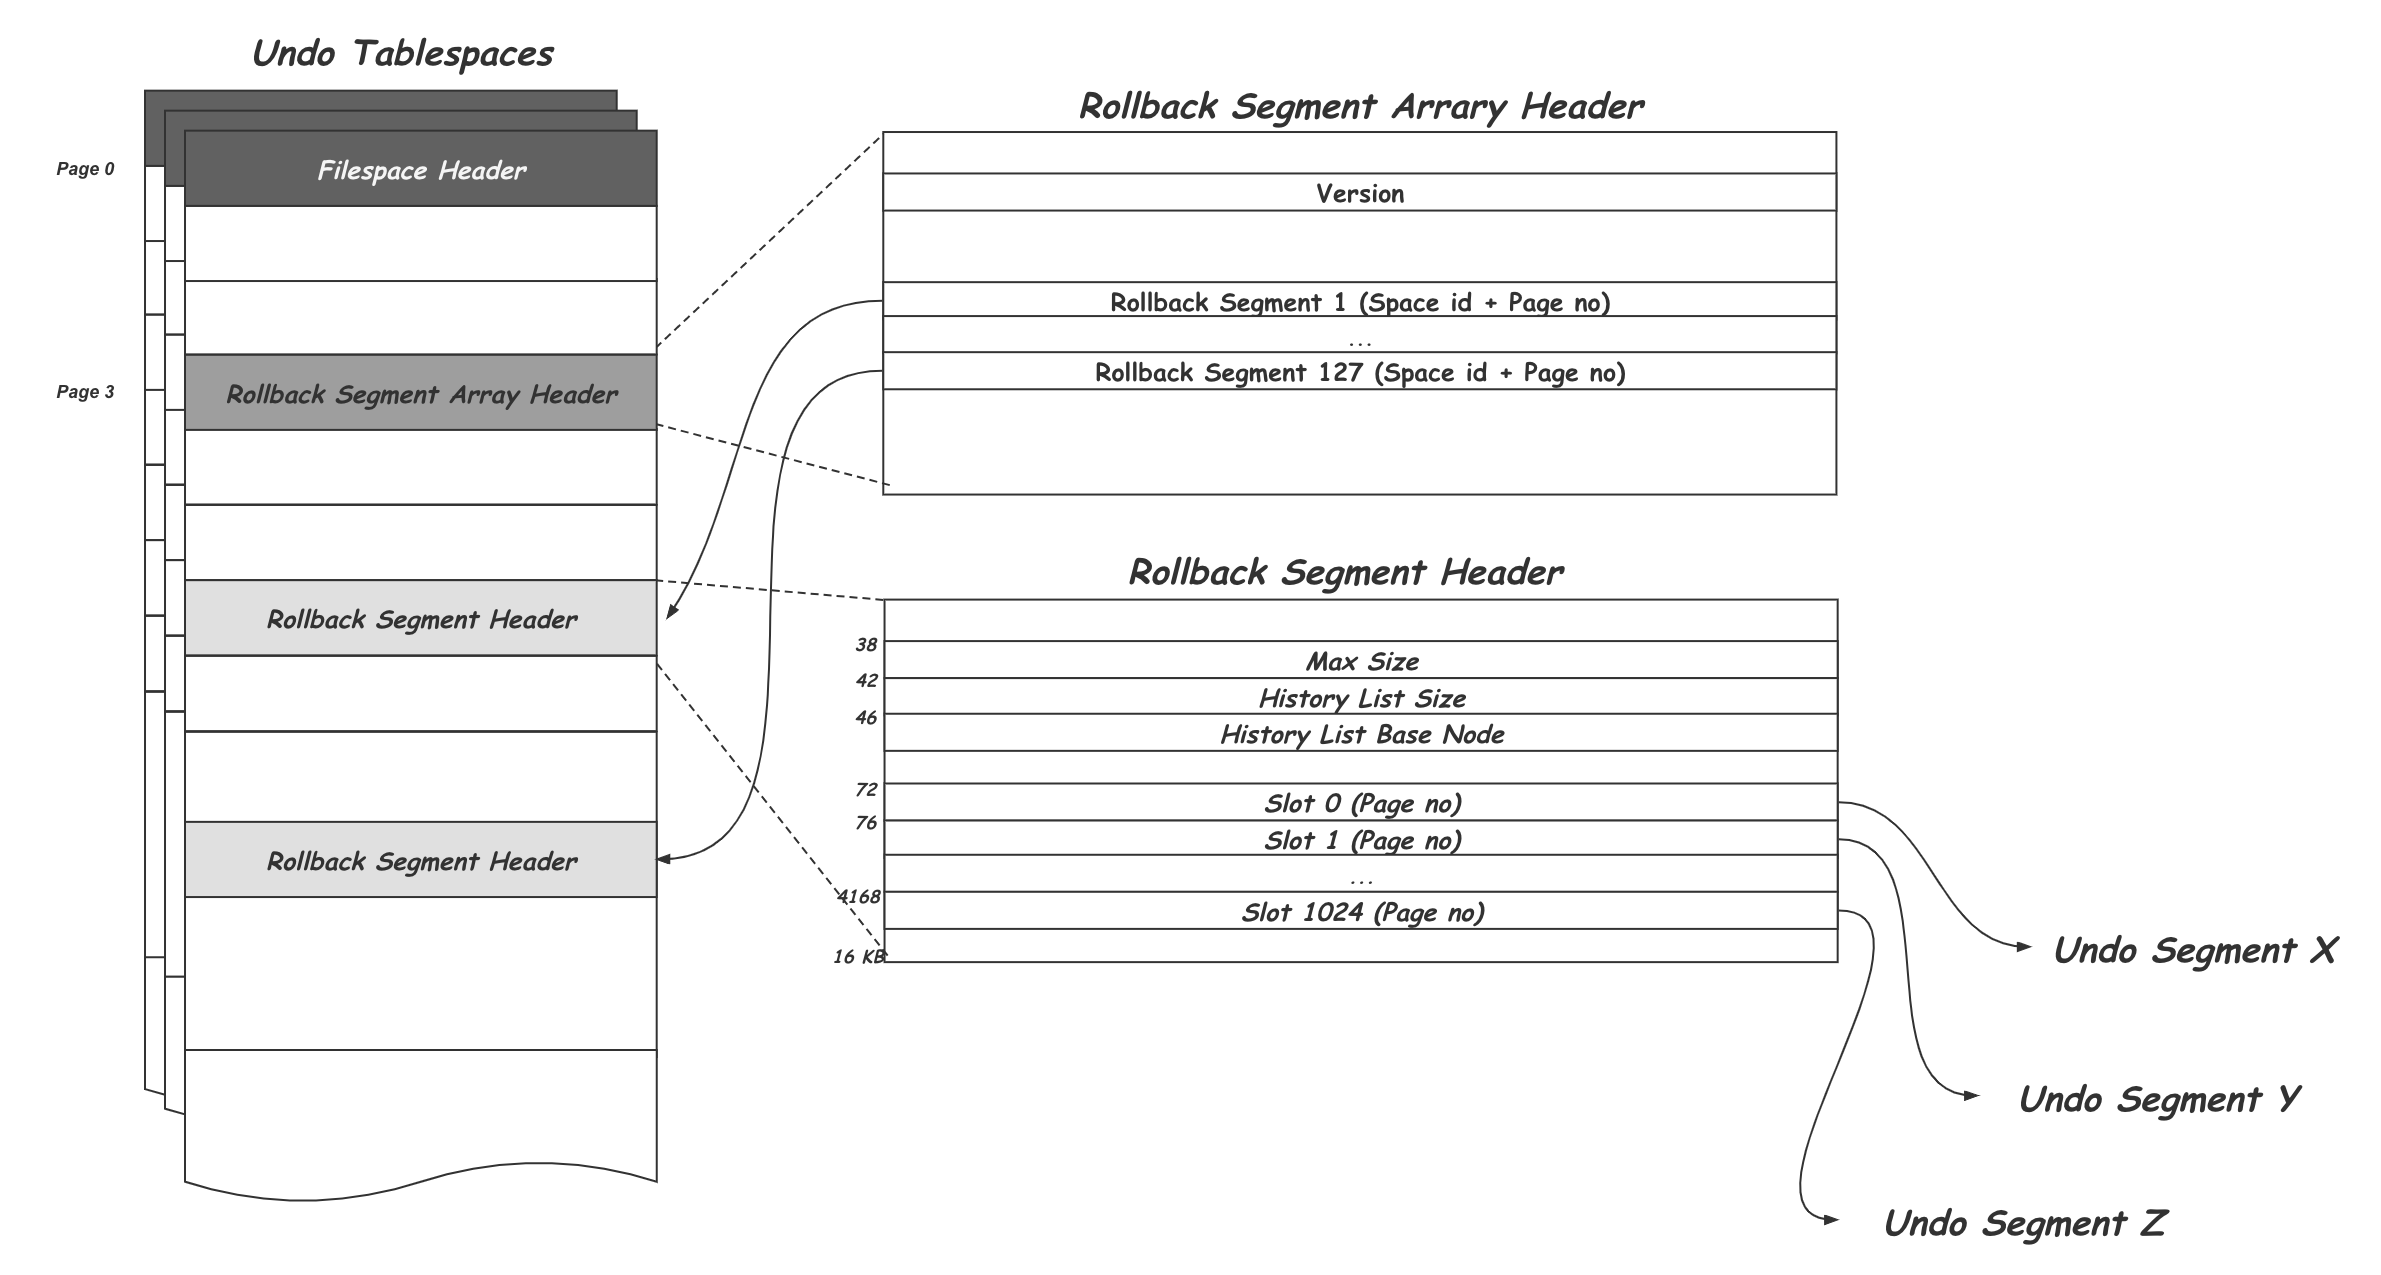 Undo Tablespaces
Page 0
Filespace Header
Page 3
Rollback Segment Array Header
Rollback Segment Header
Rollback Segment Header
Rollback Segment Arrary Header
Version
Rollback Segment 1 (Space id + Page no)
...
Rollback Segment 127 (Space id + Page no)
Rollback Segment Header
38
Max Size
42
History List Size
46
History List Base Node
72
Slot 0 (Page no)
76
Slot 1 (Page no)
...
4168
Slot 1024 (Page no)
16 KB
Undo Segment X
Undo Segment Y
Undo Segment Z